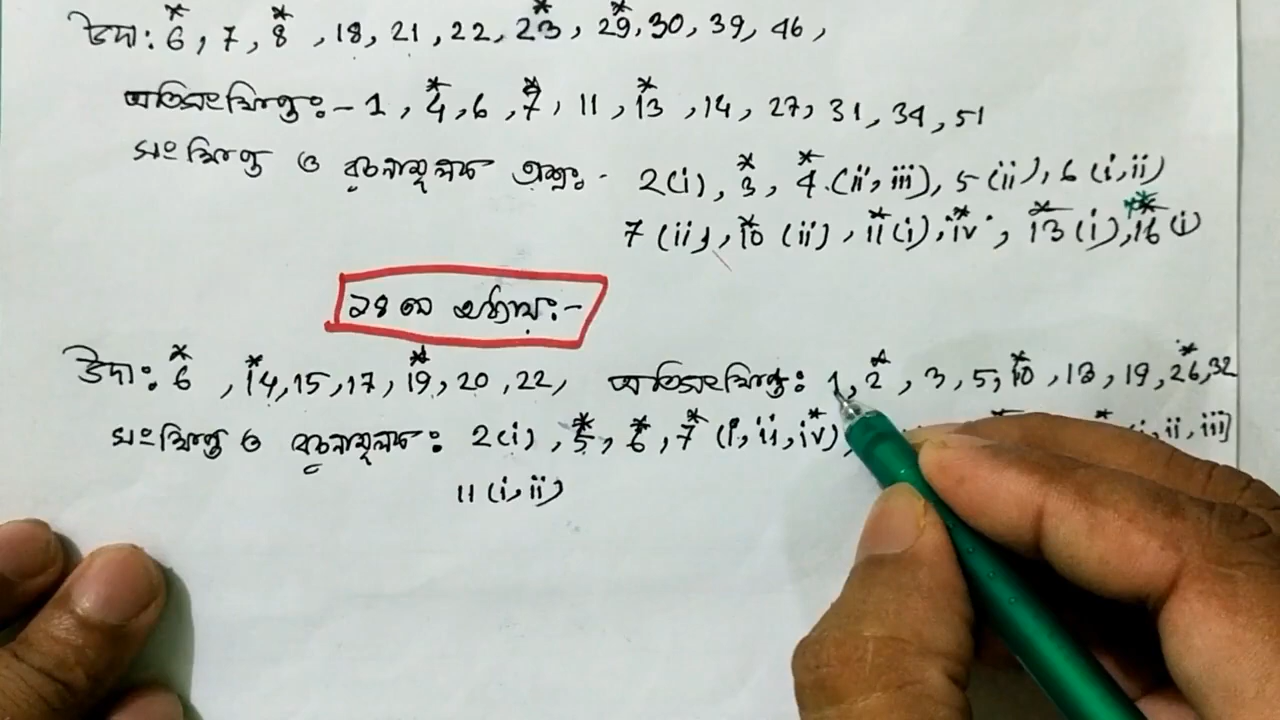 উদা: 6, 7, 8, 18, 21, 22, 23, 29, 30, 39, 46,
অতিসংক্ষিপ্ত:- 1, 4, 6, 7, 11, 13, 14, 27, 31, 34, 51
সংক্ষিপ্ত ও রচনামূলক প্রশ্ন:- 2(i), 3, 4.(ii, iii), 5(ii), 6(i,ii)
7(ii), 10(ii), 11(i), iv, 13(i), 16(i)
অধ্যায়:-
উদা: 6, 14, 15, 17, 19, 20, 22, অতিসংক্ষিপ্ত: 1, 2, 3, 5, 10, 13, 19, 26, 32
সংক্ষিপ্ত ও রচনামূলক: 2(i), 5, 6, 7(i, ii, iv), ii, iii)
11(i, ii)